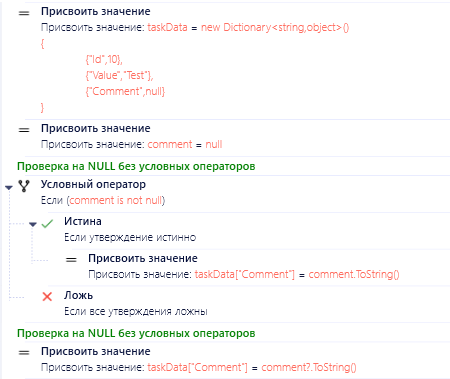 Присвоить значение
Присвоить значение: taskData = new Dictionary<string,object>()
{
{"Id",10},
{"Value","Test"},
{"Comment",null}
}
Присвоить значение
Присвоить значение: comment = null
Проверка на NULL без условных операторов
Условный оператор
Если (comment is not null)
Истина
Если утверждение истинно
Присвоить значение
Присвоить значение: taskData["Comment"] = comment.ToString()
Ложь
Если все утверждения ложны
Проверка на NULL без условных операторов
Присвоить значение
Присвоить значение: taskData["Comment"] = comment?.ToString()